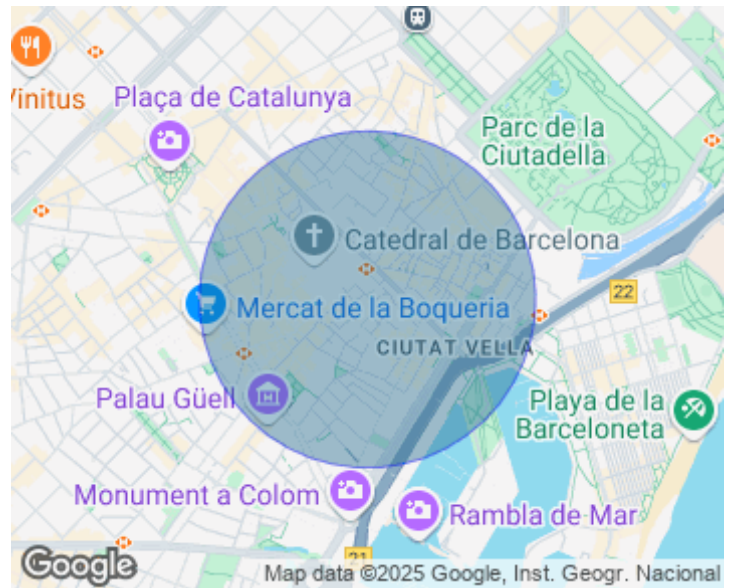 Vinitus
Plaça de Catalunya
Parc de la
Ciutadella
Catedral de Barcelona
22
Mercat de la Boqueria
CIUTAT VELLA
Palau Güell
Playa de la
Barceloneta
Monument a Colom
Rambla de Mar
21
Google
Map data ©2025 Google, Inst. Geogr. Nacional